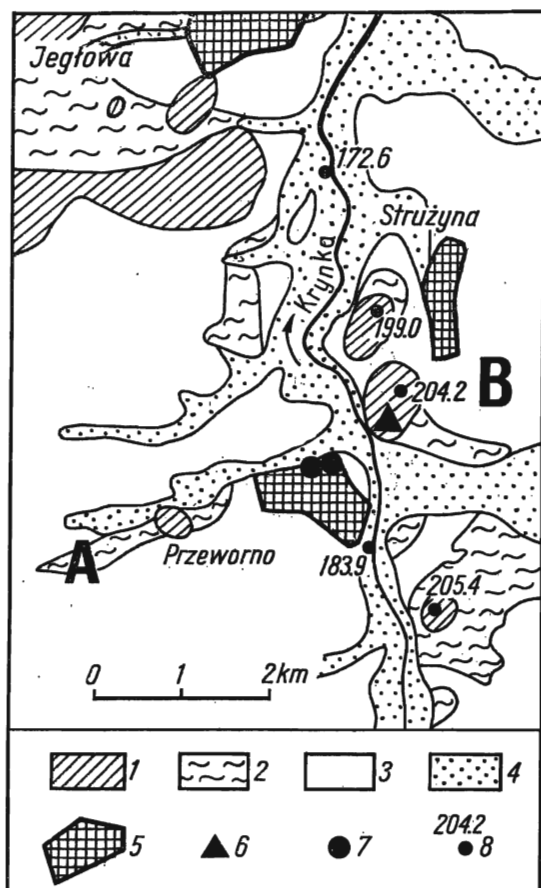 Jegłowa
172.6
Strużyna
Krynka
199.0
204.2
B
A
Przeworno
183.9
205.4
0 1 2km
1 2 3 4
5 6 7 204.2 8